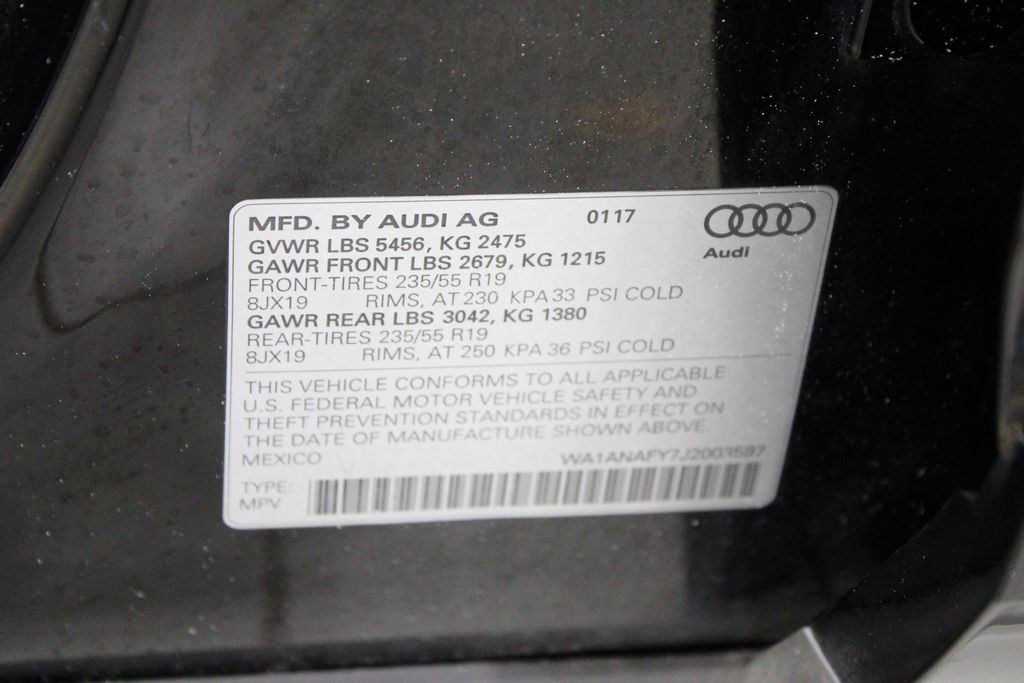 MFD. BY AUDI AG 0117
Audi
GVWR LBS 5456, KG 2475
GAWR FRONT LBS 2679, KG 1215
FRONT-TIRES 235/55 R19
8JX19 RIMS, AT 230 KPA 33 PSI COLD
GAWR REAR LBS 3042, KG 1380
REAR-TIRES 235/55 R19
8JX19 RIMS, AT 250 KPA 36 PSI COLD
THIS VEHICLE CONFORMS TO ALL APPLICABLE
U.S. FEDERAL MOTOR VEHICLE SAFETY AND
THEFT PREVENTION STANDARDS IN EFFECT ON
THE DATE OF MANUFACTURE SHOWN ABOVE.
MEXICO WA1ANAFY7J2003597
TYPE:
MPV